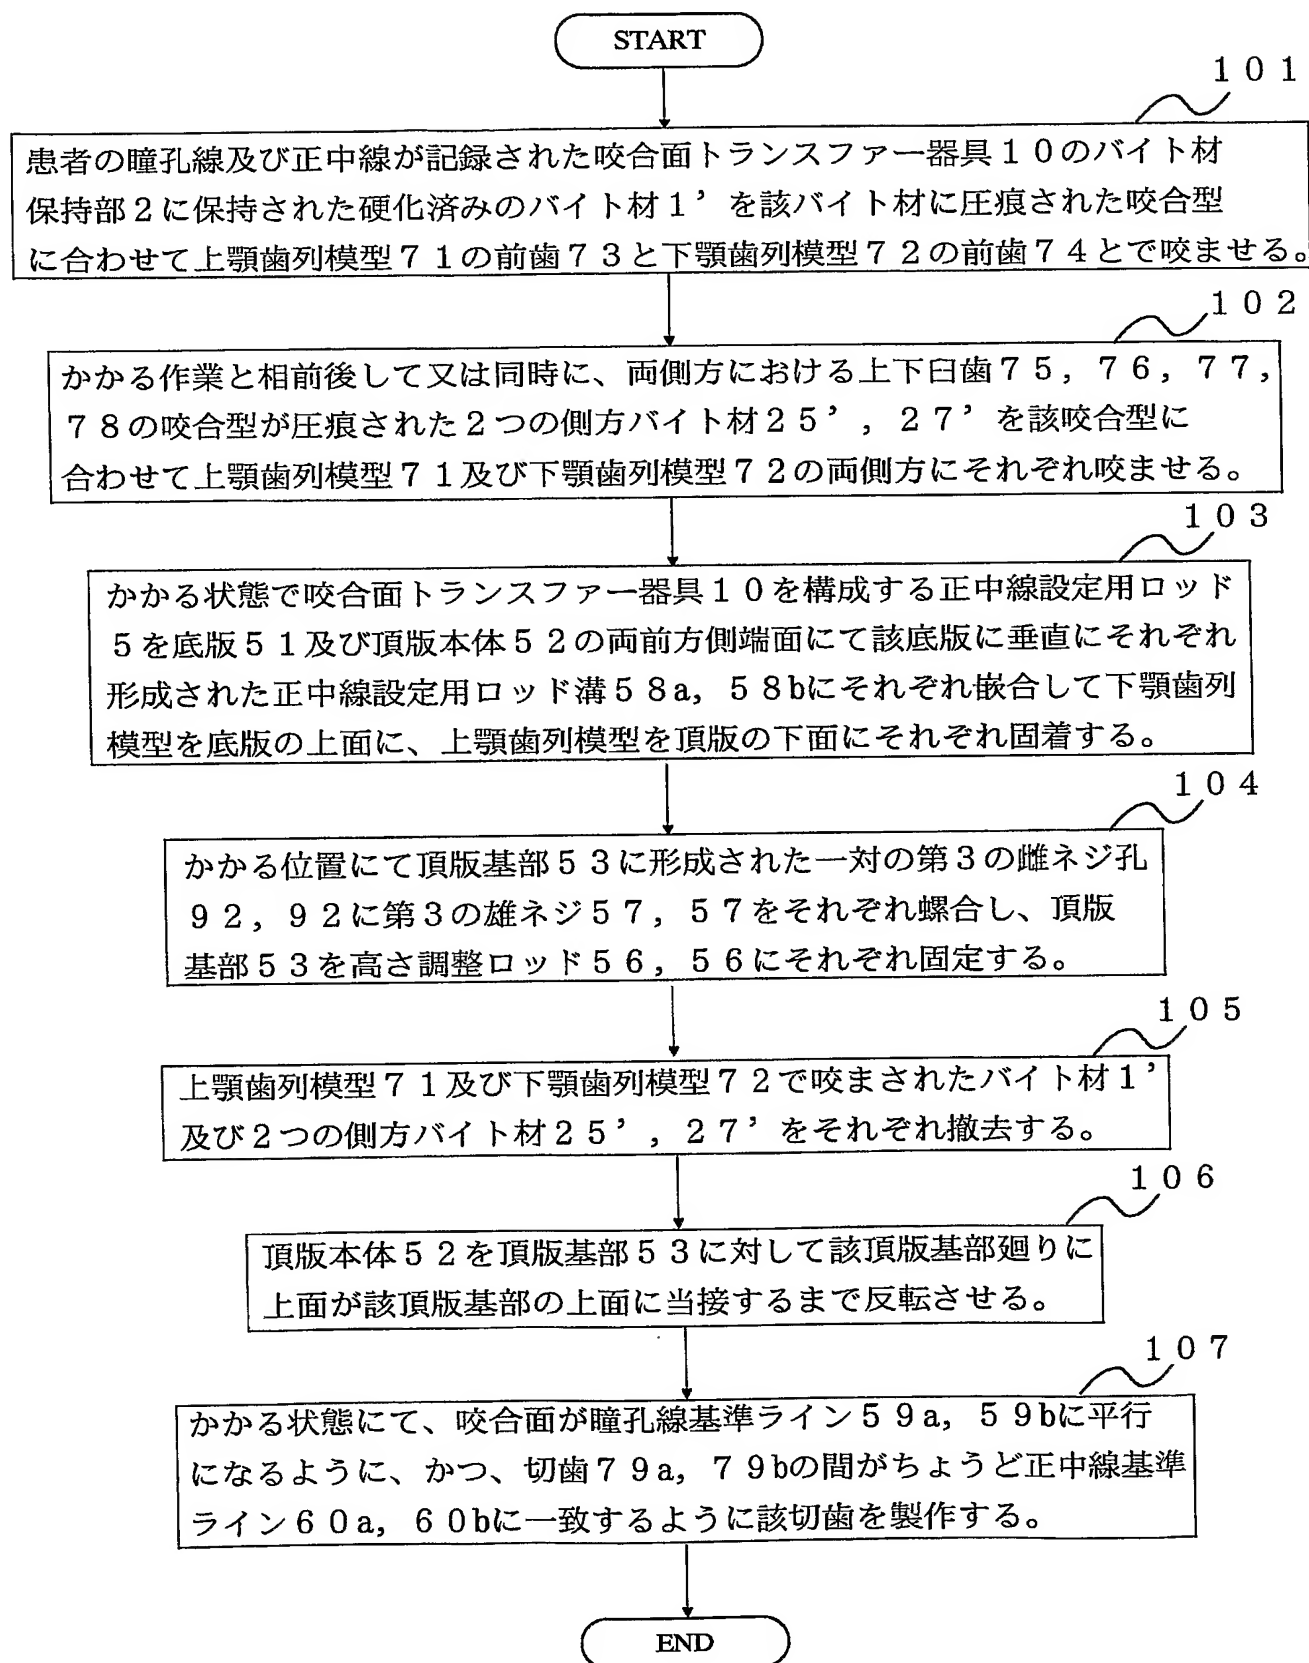 START
１０１
患者の瞳孔線及び正中線が記録された咬合面トランスファー器具１０のバイト材
保持部２に保持された硬化済みのバイト材１’を該バイト材に圧痕された咬合型
に合わせて上顎歯列模型７１の前歯７３と下顎歯列模型７２の前歯７４とで咬ませる。
１０２
かかる作業と相前後して又は同時に、両側方における上下臼歯７５，７６，７７，
７８の咬合型が圧痕された２つの側方バイト材２５’，２７’を該咬合型に
合わせて上顎歯列模型７１及び下顎歯列模型７２の両側方にそれぞれ咬ませる。
１０３
かかる状態で咬合面トランスファー器具１０を構成する正中線設定用ロッド
５を底版５１及び頂版本体５２の両前方側端面にて該底版に垂直にそれぞれ
形成された正中線設定用ロッド溝５８a，５８bにそれぞれ嵌合して下顎歯列
模型を底版の上面に、上顎歯列模型を頂版の下面にそれぞれ固着する。
１０４
かかる位置にて頂版基部５３に形成された一対の第３の雌ネジ孔
９２，９２に第３の雄ネジ５７，５７をそれぞれ螺合し、頂版
基部５３を高さ調整ロッド５６，５６にそれぞれ固定する。
１０５
上顎歯列模型７１及び下顎歯列模型７２で咬まされたバイト材１’
及び２つの側方バイト材２５’，２７’をそれぞれ撤去する。
１０６
頂版本体５２を頂版基部５３に対して該頂版基部廻りに
上面が該頂版基部の上面に当接するまで反転させる。
１０７
かかる状態にて、咬合面が瞳孔線基準ライン５９a，５９bに平行
になるように、かつ、切歯７９a，７９bの間がちょうど正中線基準
ライン６０a，６０bに一致するように該切歯を製作する。
END